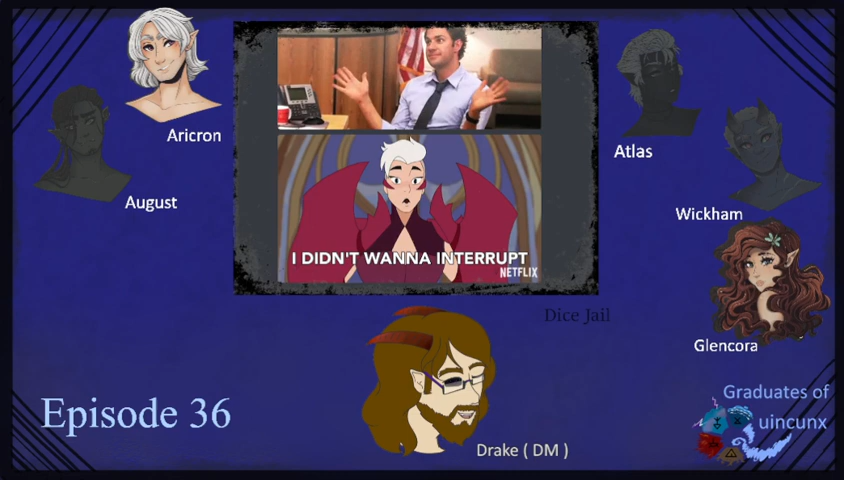 Aricron
August
I DIDN'T WANNA INTERRUPT
NETFLIX
Atlas
Wickham
Glencora
Dice Jail
Episode 36
Drake ( DM )
Graduates of
uincunx